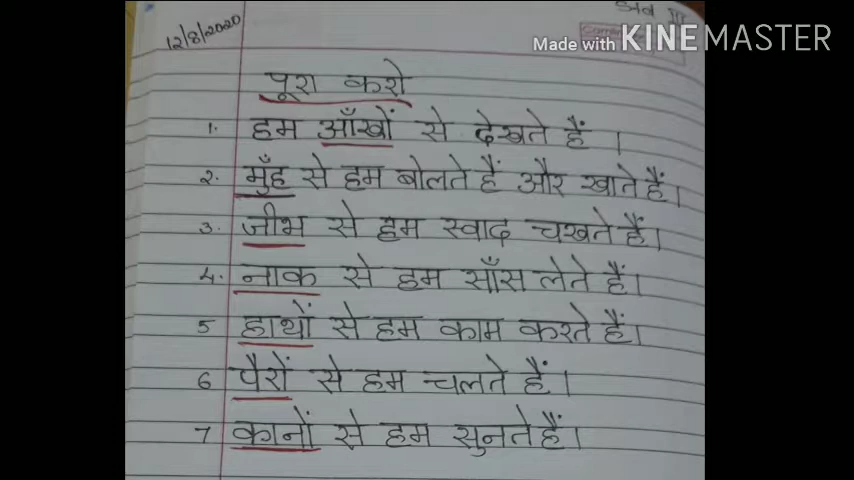 12/8/2020
Made with KINEMASTER
पूरा करो
1. हम आँखों से देखते हैं ।
2. मुँह से हम बोलते हैं और खाते हैं।
3. जीभ से हम स्वाद चखते हैं।
4. नाक से हम साँस लेते हैं।
5 हाथों से हम काम करते हैं।
6 पैरों से हम चलते हैं।
7 कानों से हम सुनते हैं।